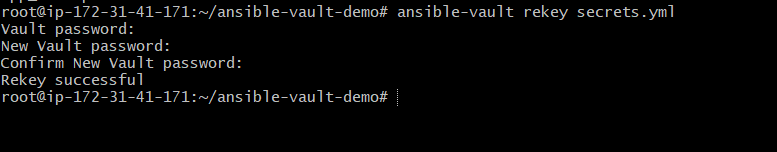 root@ip-172-31-41-171:~/ansible-vault-demo# ansible-vault rekey secrets.yml
Vault password:
New Vault password:
Confirm New Vault password:
Rekey successful
root@ip-172-31-41-171:~/ansible-vault-demo#